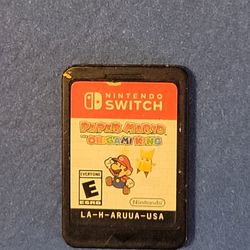 NINTENDO
SWITCH
PAPER MARIO
THE ORIGAMI KING
EVERYONE
E
ESRB
Nintendo
LA-H-ARUUA-USA